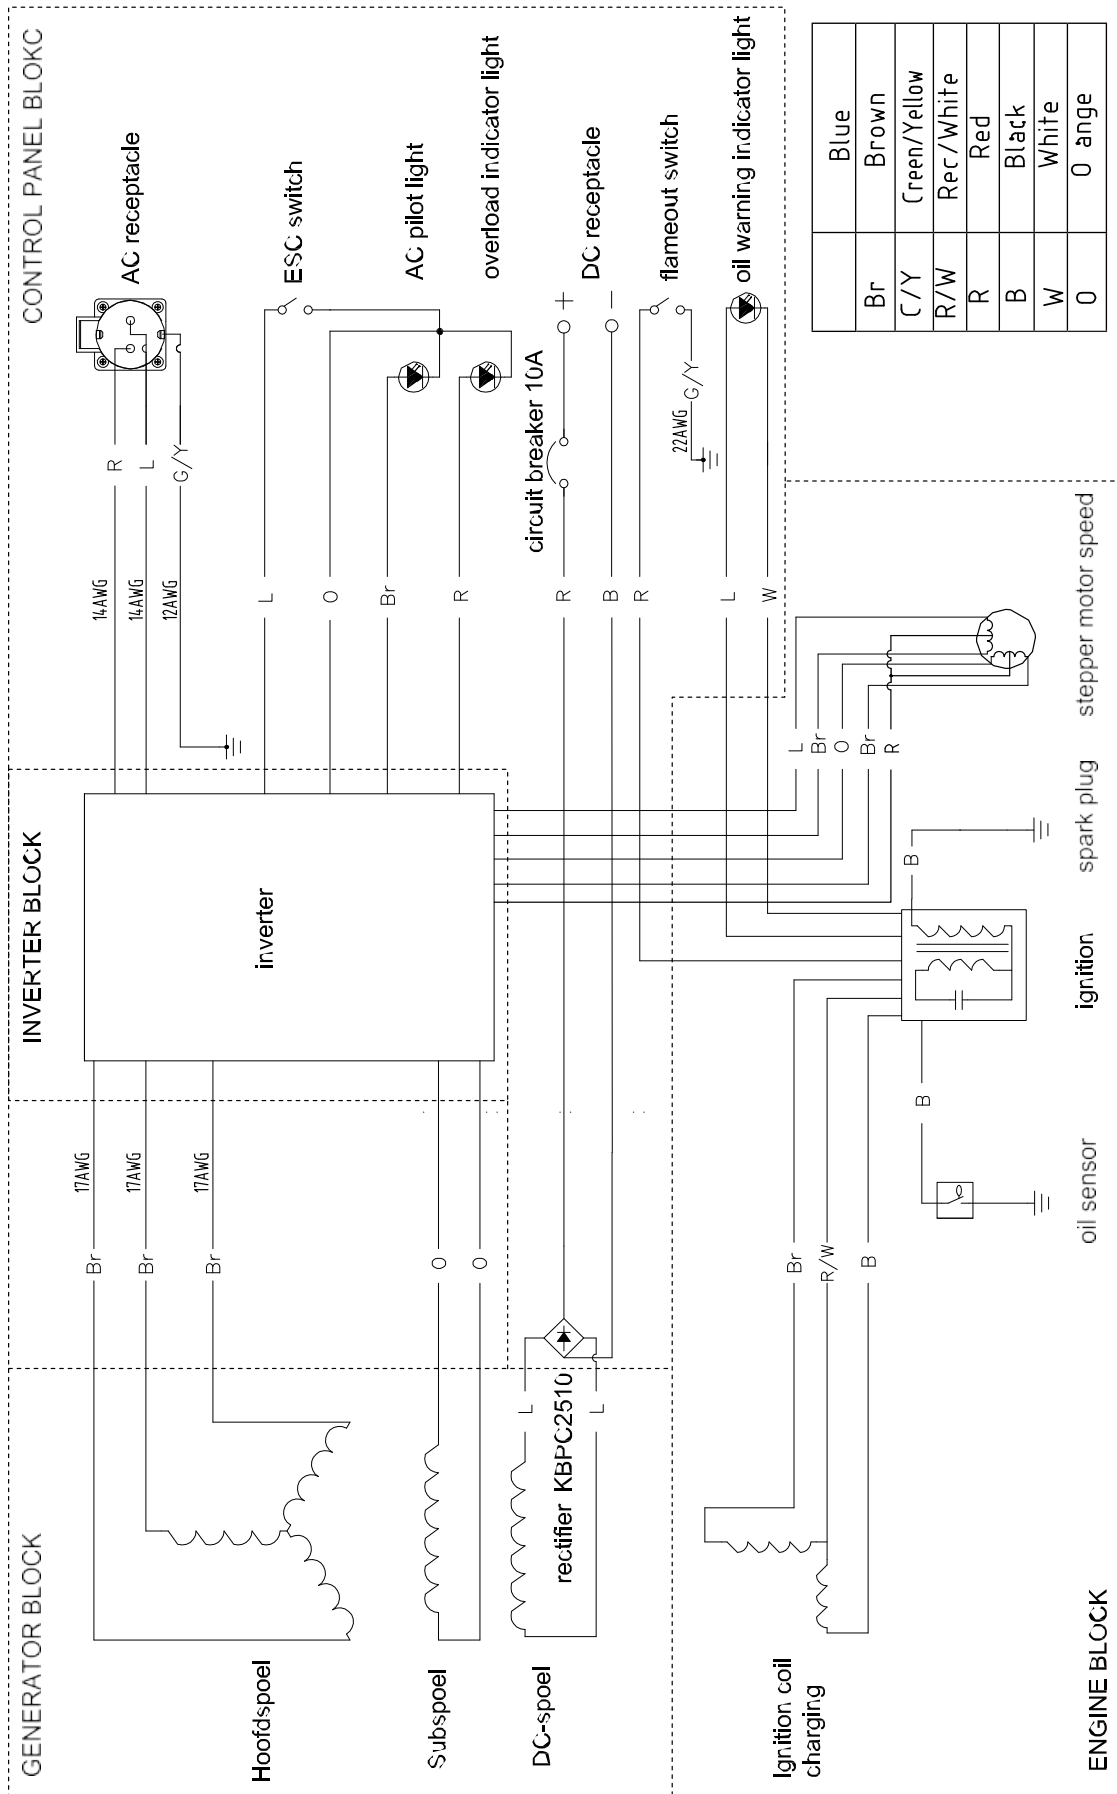 GENERATOR BLOCK
INVERTER BLOCK
CONTROL PANEL BLOKC
Br
17AWG
14AWG
R
AC receptacle
Br
17AWG
14AWG
L
12AWG
G/Y
Br
17AWG
Hoofdspoel
inverter
L
ESC switch
O
Br
AC pilot light
Subspoel
O
O
R
overload indicator light
DC-spoel
L
L
rectifier KBPC2510
R
circuit breaker 10A
+
B
−
DC receptacle
R
22AWG
G/Y
flameout switch
L
W
oil warning indicator light
Ignition coil
charging
Br
R/W
B
L
Br
O
Br
R
B
B
oil sensor
ignition
spark plug
stepper motor speed
ENGINE BLOCK
Blue
Br Brown
C/Y Creen/Yellow
R/W Rec/White
R Red
B Black
W White
O O ange